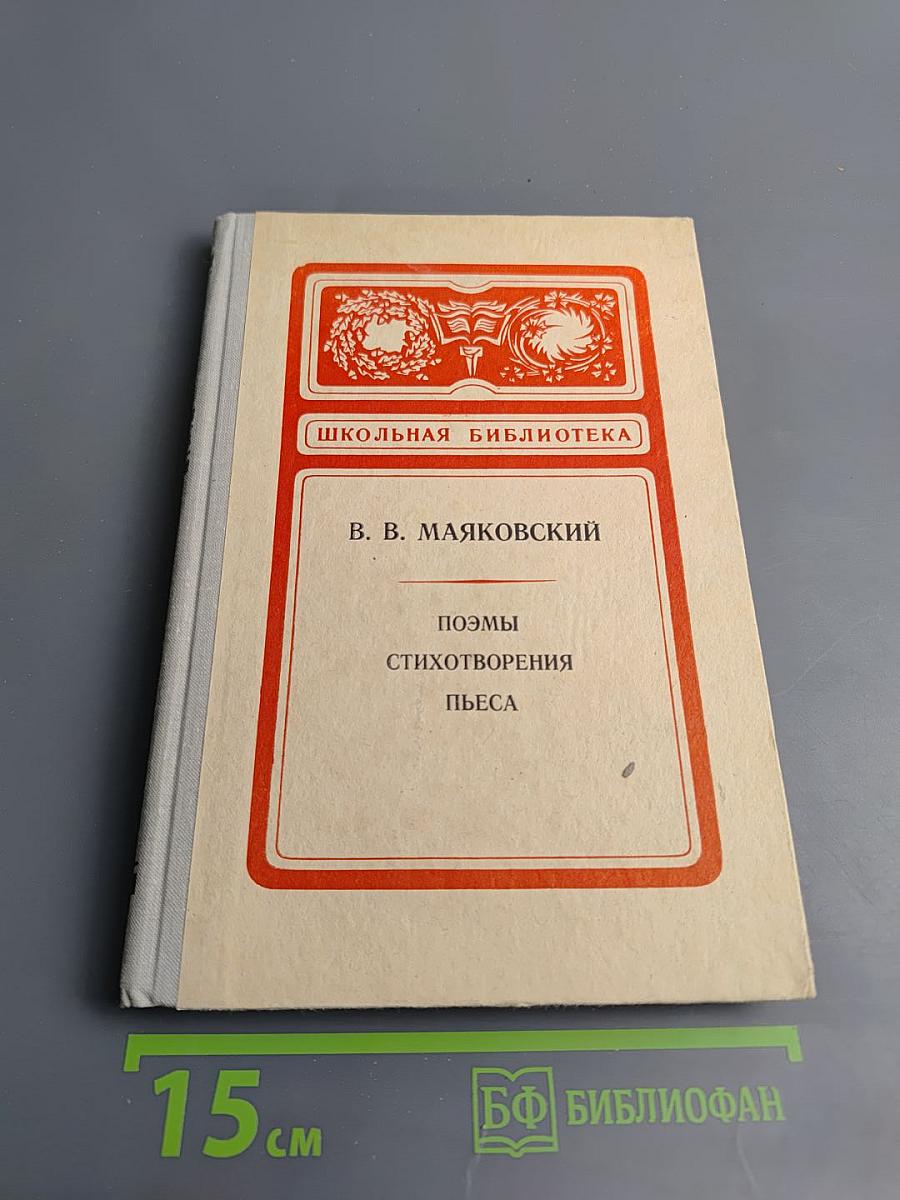 ШКОЛЬНАЯ БИБЛИОТЕКА
В. В. МАЯКОВСКИЙ
ПОЭМЫ
СТИХОТВОРЕНИЯ
ПЬЕСА
15 см
БФ БИБЛИОФАН